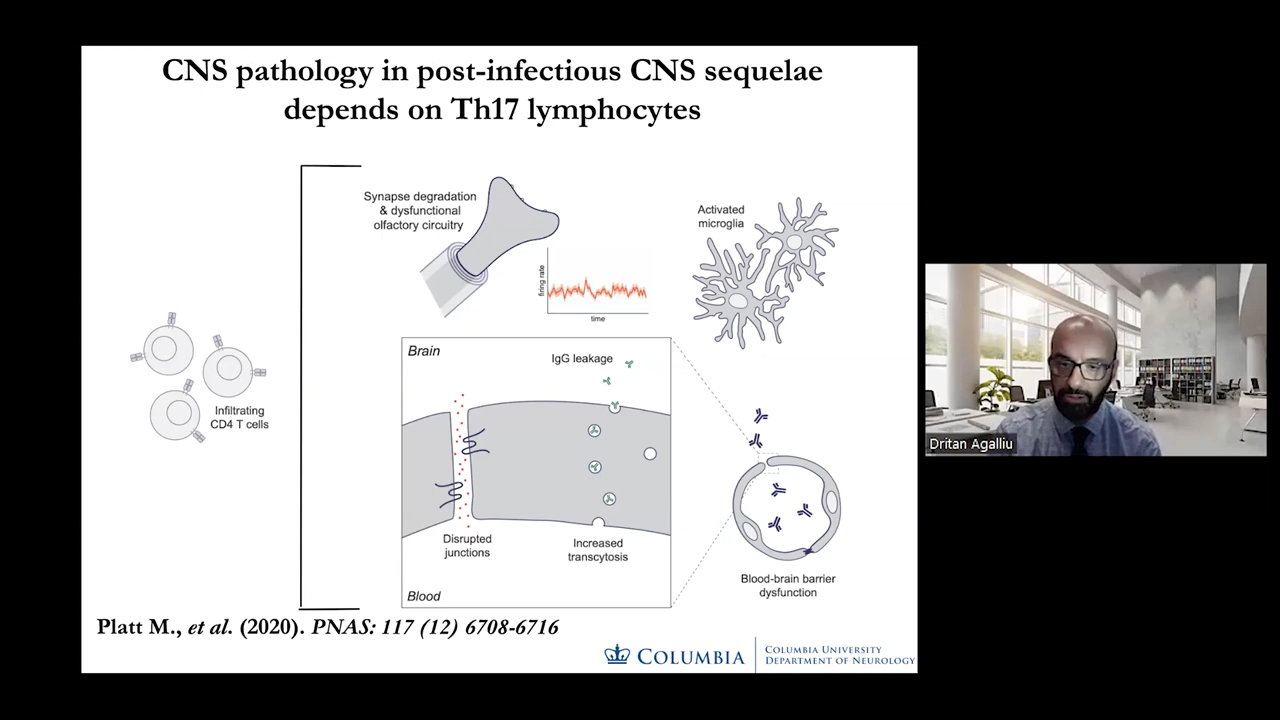 CNS pathology in post-infectious CNS sequelae
depends on Th17 lymphocytes
Synapse degradation
& dysfunctional
olfactory circuitry
firing rate
time
Activated
microglia
Infiltrating
CD4 T cells
Brain
IgG leakage
Disrupted
junctions
Increased
transcytosis
Blood
Blood-brain barrier
dysfunction
Platt M., et al. (2020). PNAS: 117 (12) 6708-6716
COLUMBIA
COLUMBIA UNIVERSITY
DEPARTMENT OF NEUROLOGY
Dritan Agalliu